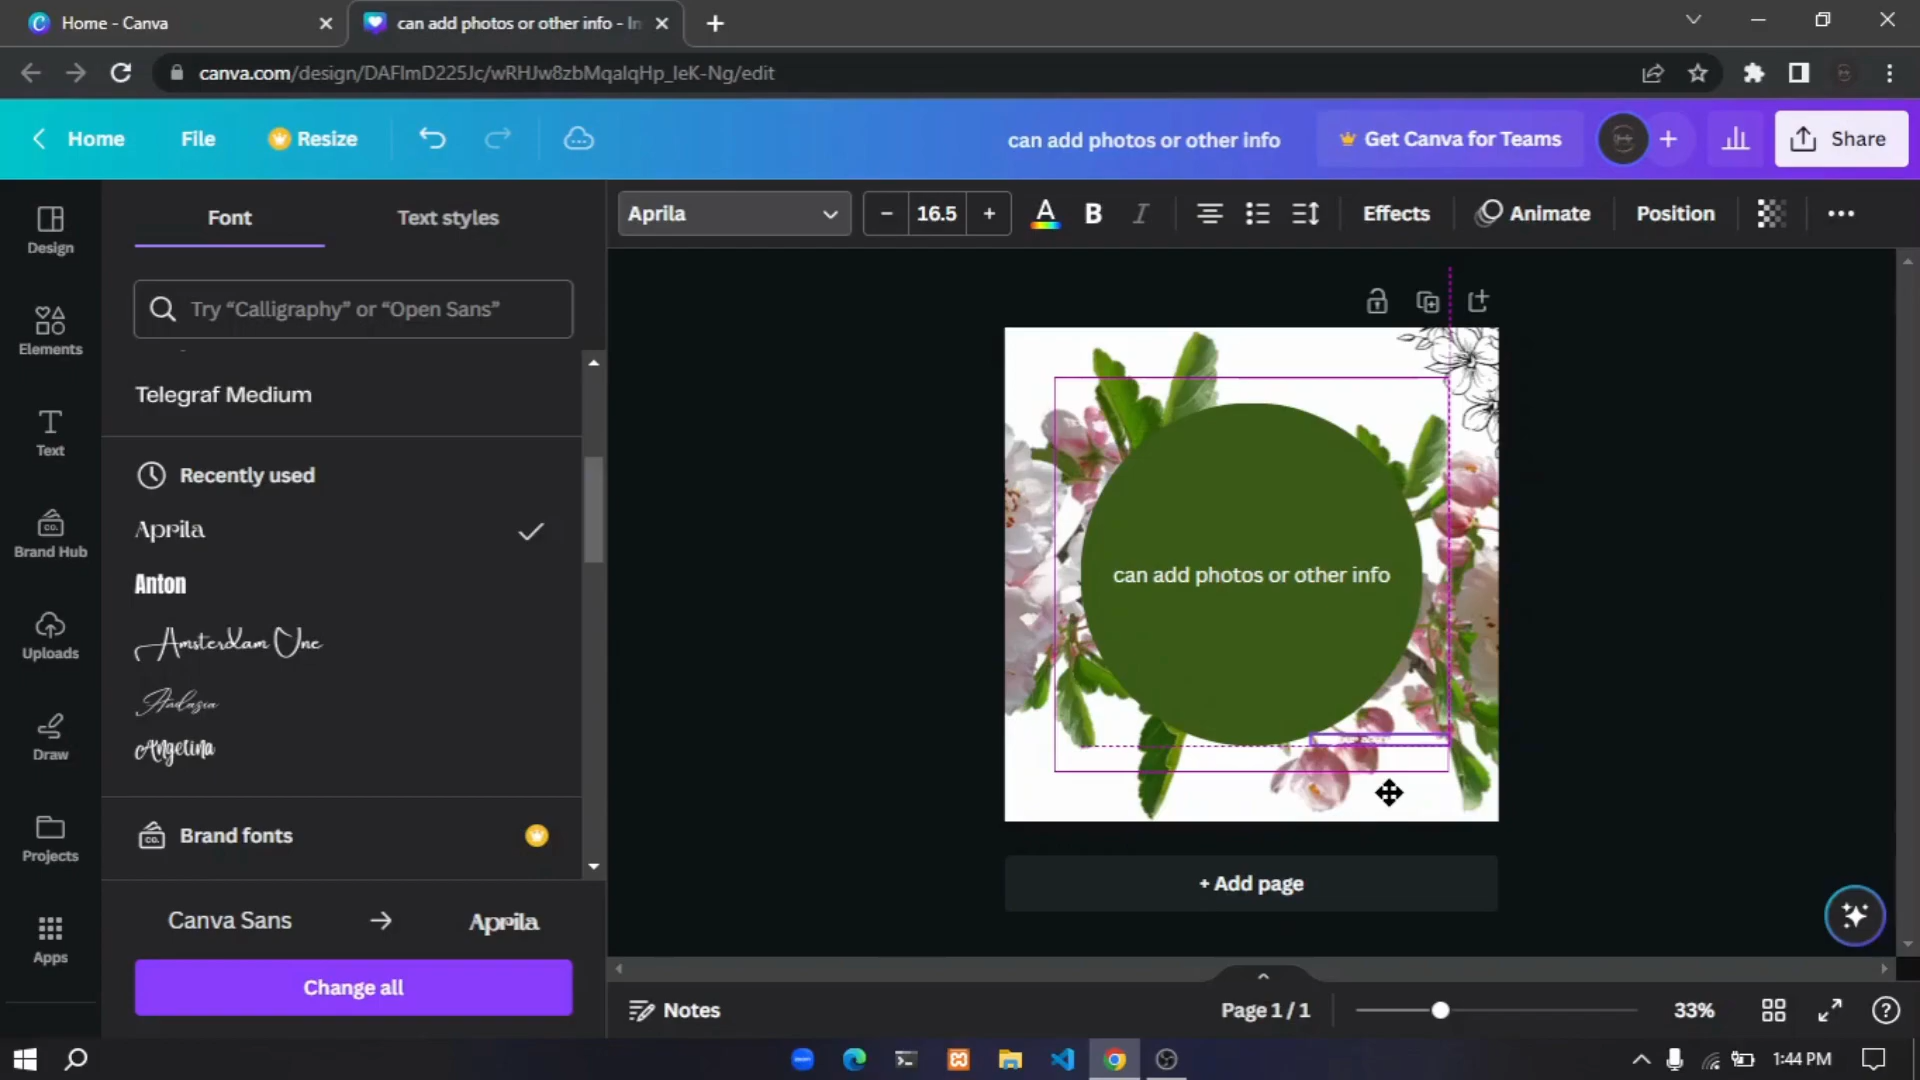 Home - Canva
can add photos or other info - In
canva.com/design/DAFlmD225Jc/wRHJw8zbMqalqHp_leK-Ng/edit
Home
File
Resize
can add photos or other info
Get Canva for Teams
Share
Design
Elements
Text
Brand Hub
Uploads
Draw
Projects
Apps
Font
Text styles
Try “Calligraphy” or “Open Sans”
Telegraf Medium
Recently used
Aprila
Anton
Amsterdam One
Angelina
Brand fonts
Canva Sans
Aprila
Change all
Aprila
16.5
Effects
Animate
Position
can add photos or other info
+ Add page
Notes
Page 1 / 1
33%
1:44 PM